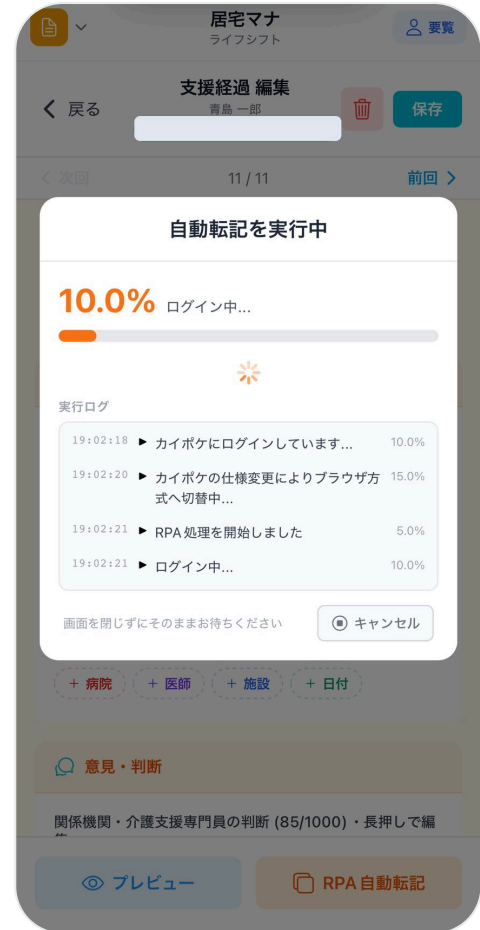 居宅マナ
ライフシフト
要覧
戻る
支援経過 編集
青島 一郎
保存
次回
11 / 11
前回
自動転記を実行中
10.0% ログイン中...
実行ログ
19:02:18 ▶ カイポケにログインしています... 10.0%
19:02:20 ▶ カイポケの仕様変更によりブラウザ方 15.0%
式へ切替中...
19:02:21 ▶ RPA処理を開始しました 5.0%
19:02:21 ▶ ログイン中... 10.0%
画面を閉じずにそのままお待ちください
キャンセル
+ 病院 + 医師 + 施設 + 日付
意見・判断
関係機関・介護支援専門員の判断 (85/1000)・長押しで編
プレビュー
RPA自動転記